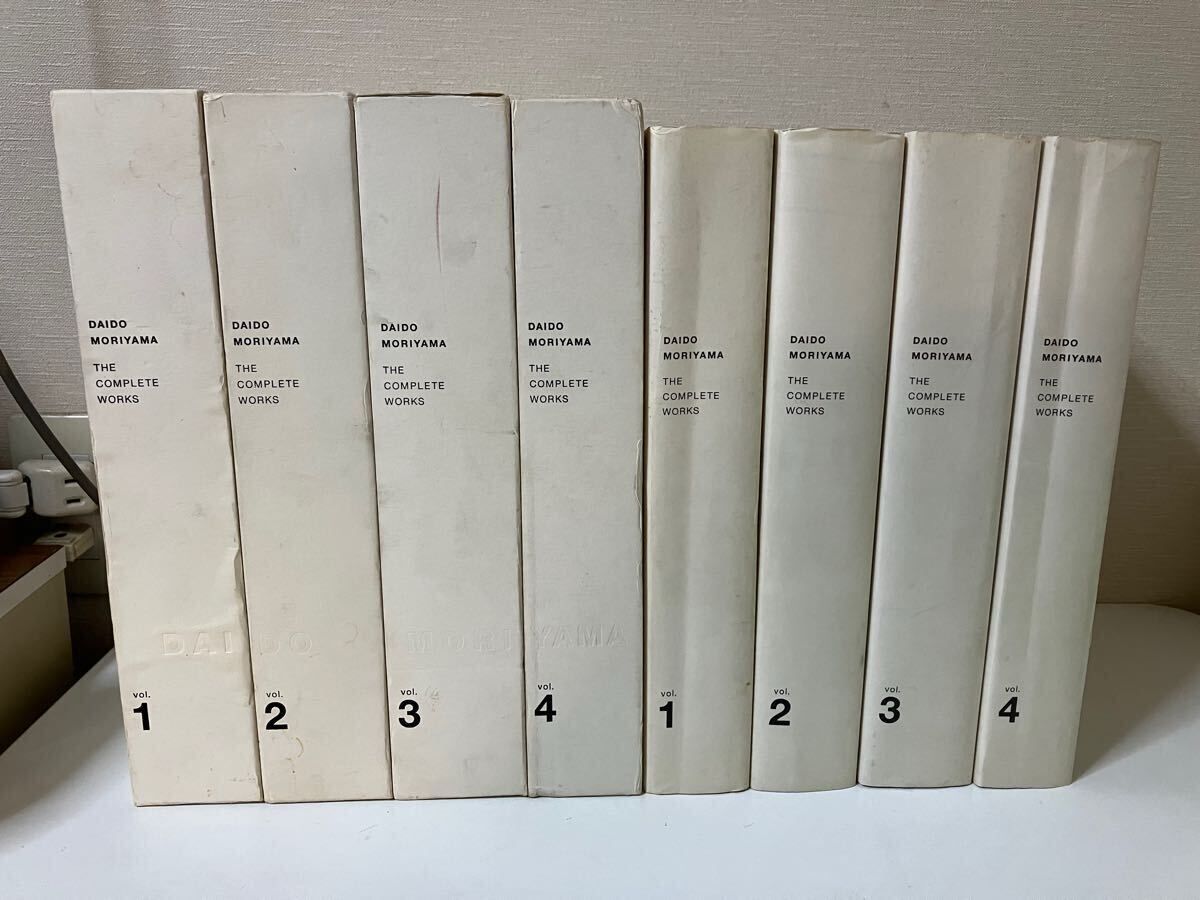 DAIDO
MORIYAMA
THE
COMPLETE
WORKS
vol.
1
DAIDO
MORIYAMA
THE
COMPLETE
WORKS
vol.
2
DAIDO
MORIYAMA
THE
COMPLETE
WORKS
vol.
3
DAIDO
MORIYAMA
THE
COMPLETE
WORKS
vol.
4
DAIDO MORIYAMA
DAIDO
MORIYAMA
THE
COMPLETE
WORKS
vol.
1
DAIDO
MORIYAMA
THE
COMPLETE
WORKS
vol.
2
DAIDO
MORIYAMA
THE
COMPLETE
WORKS
vol.
3
DAIDO
MORIYAMA
THE
COMPLETE
WORKS
vol.
4